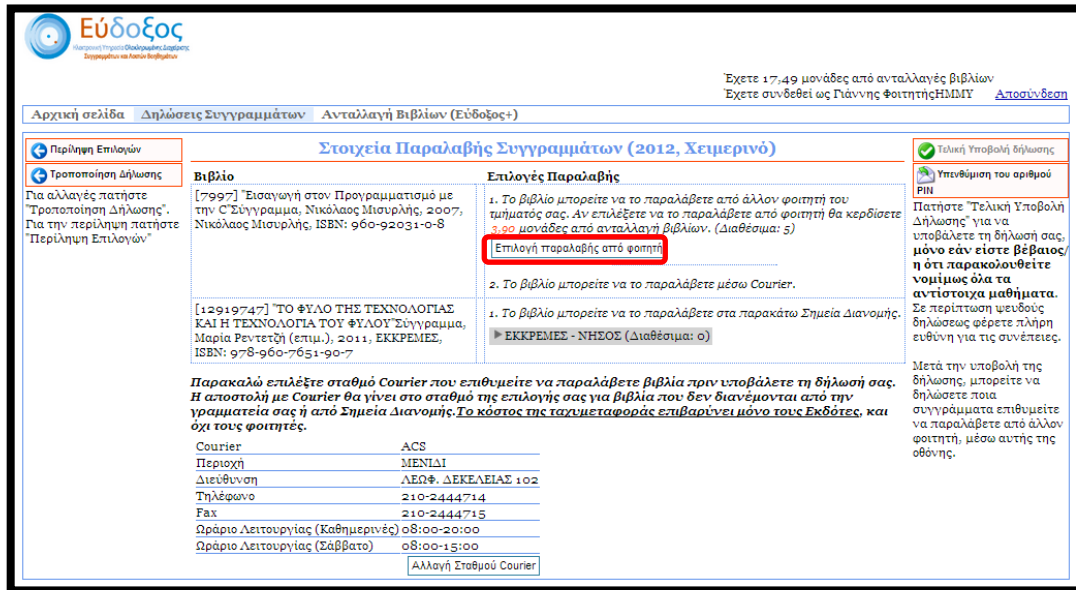 Εύδοξος
Ηλεκτρονική Υπηρεσία Ολοκληρωμένης Διαχείρισης
Συγγραμμάτων και Λοιπών Βοηθημάτων
Έχετε 17,49 μονάδες από ανταλλαγές βιβλίων
Έχετε συνδεθεί ως Γιάννης ΦοιτητήςΗΜΜΥ Αποσύνδεση
Αρχική σελίδα Δηλώσεις Συγγραμμάτων Ανταλλαγή Βιβλίων (Εύδοξος+)
Περίληψη Επιλογών
Τροποποίηση Δήλωσης
Για αλλαγές πατήστε
"Τροποποίηση Δήλωσης".
Για την περίληψη πατήστε
"Περίληψη Επιλογών"
Στοιχεία Παραλαβής Συγγραμμάτων (2012, Χειμερινό)
Βιβλίο Επιλογές Παραλαβής
[7997] "Εισαγωγή στον Προγραμματισμό με
την C"Σύγγραμμα, Νικόλαος Μισυρλής, 2007,
Νικόλαος Μισυρλής, ISBN: 960-92031-0-8
1. Το βιβλίο μπορείτε να το παραλάβετε από άλλον φοιτητή του
τμήματός σας. Αν επιλέξετε να το παραλάβετε από φοιτητή θα κερδίσετε
3,90 μονάδες από ανταλλαγή βιβλίων. (Διαθέσιμα: 5)
Επιλογή παραλαβής από φοιτητή
2. Το βιβλίο μπορείτε να το παραλάβετε μέσω Courier.
[12919747] "ΤΟ ΦΥΛΟ ΤΗΣ ΤΕΧΝΟΛΟΓΙΑΣ
ΚΑΙ Η ΤΕΧΝΟΛΟΓΙΑ ΤΟΥ ΦΥΛΟΥ"Σύγγραμμα,
Μαρία Ρεντετζή (επιμ.), 2011, ΕΚΚΡΕΜΕΣ,
ISBN: 978-960-7651-90-7
1. Το βιβλίο μπορείτε να το παραλάβετε στα παρακάτω Σημεία Διανομής.
ΕΚΚΡΕΜΕΣ - ΝΗΣΟΣ (Διαθέσιμα: 0)
Παρακαλώ επιλέξτε σταθμό Courier που επιθυμείτε να παραλάβετε βιβλία πριν υποβάλετε τη δήλωσή σας.
Η αποστολή με Courier θα γίνει στο σταθμό της επιλογής σας για βιβλία που δεν διανέμονται από την
γραμματεία σας ή από Σημεία Διανομής.Το κόστος της ταχυμεταφοράς επιβαρύνει μόνο τους Εκδότες, και
όχι τους φοιτητές.
Courier ACS
Περιοχή ΜΕΝΙΔΙ
Διεύθυνση ΛΕΩΦ. ΔΕΚΕΛΕΙΑΣ 102
Τηλέφωνο 210-2444714
Fax 210-2444715
Ωράριο Λειτουργίας (Καθημερινές) 08:00-20:00
Ωράριο Λειτουργίας (Σάββατο) 08:00-15:00
Αλλαγή Σταθμού Courier
Τελική Υποβολή δήλωσης
Υπενθύμιση του αριθμού
PIN
Πατήστε "Τελική Υποβολή
Δήλωσης" για να
υποβάλετε τη δήλωσή σας,
μόνο εάν είστε βέβαιος/
η ότι παρακολουθείτε
νομίμως όλα τα
αντίστοιχα μαθήματα.
Σε περίπτωση ψευδούς
δηλώσεως φέρετε πλήρη
ευθύνη για τις συνέπειες.
Μετά την υποβολή της
δήλωσης, μπορείτε να
δηλώσετε ποια
συγγράμματα επιθυμείτε
να παραλάβετε από άλλον
φοιτητή, μέσω αυτής της
οθόνης.